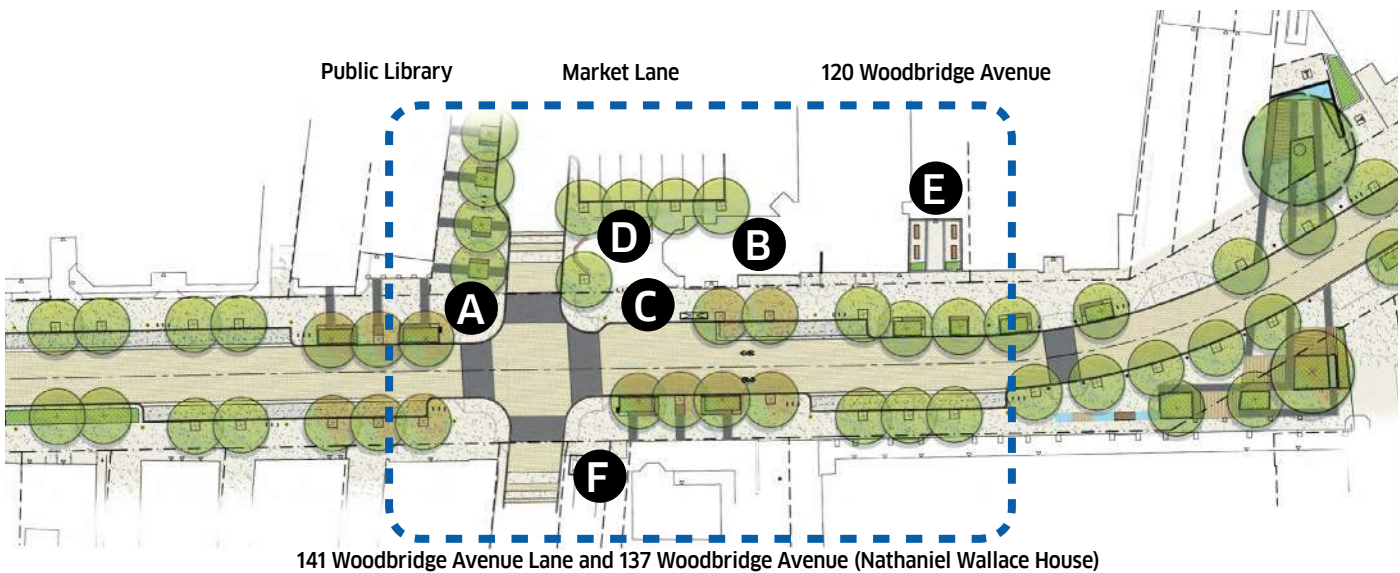 Public Library Market Lane 120 Woodbridge Avenue
E
D
B
A
C
F
141 Woodbridge Avenue Lane and 137 Woodbridge Avenue (Nathaniel Wallace House)